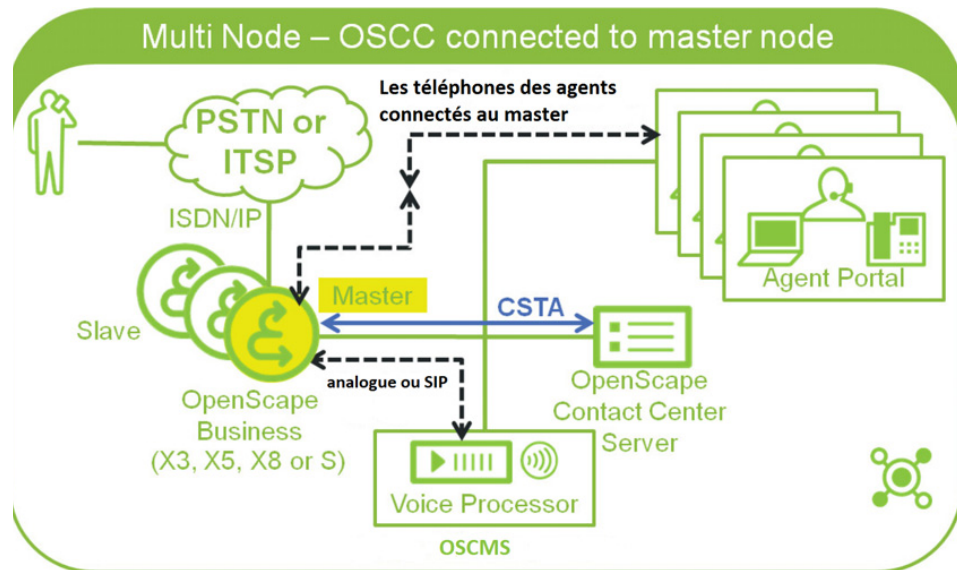 Multi Node – OSCC connected to master node
Les téléphones des agents
connectés au master
PSTN or
ITSP
ISDN/IP
Agent Portal
Master
CSTA
Slave
analogue ou SIP
OpenScape
Business
(X3, X5, X8 or S)
OpenScape
Contact Center
Server
Voice Processor
OSCMS